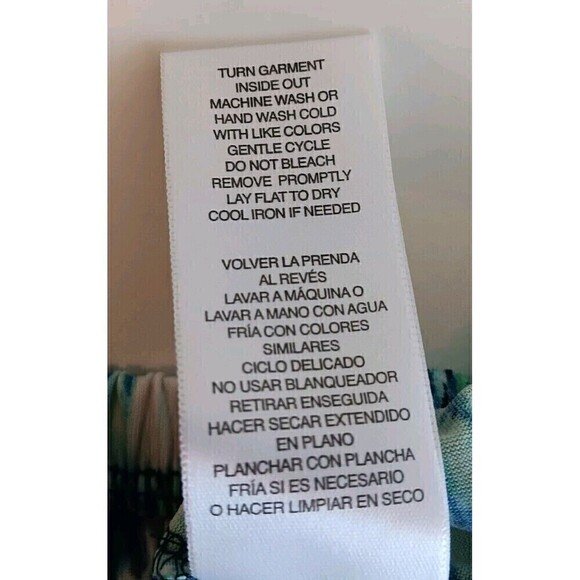 TURN GARMENT
INSIDE OUT
MACHINE WASH OR
HAND WASH COLD
WITH LIKE COLORS
GENTLE CYCLE
DO NOT BLEACH
REMOVE PROMPTLY
LAY FLAT TO DRY
COOL IRON IF NEEDED
VOLVER LA PRENDA
AL REVÉS
LAVAR A MÁQUINA O
LAVAR A MANO CON AGUA
FRÍA CON COLORES
SIMILARES
CICLO DELICADO
NO USAR BLANQUEADOR
RETIRAR ENSEGUIDA
HACER SECAR EXTENDIDO
EN PLANO
PLANCHAR CON PLANCHA
FRÍA SI ES NECESARIO
O HACER LIMPIAR EN SECO